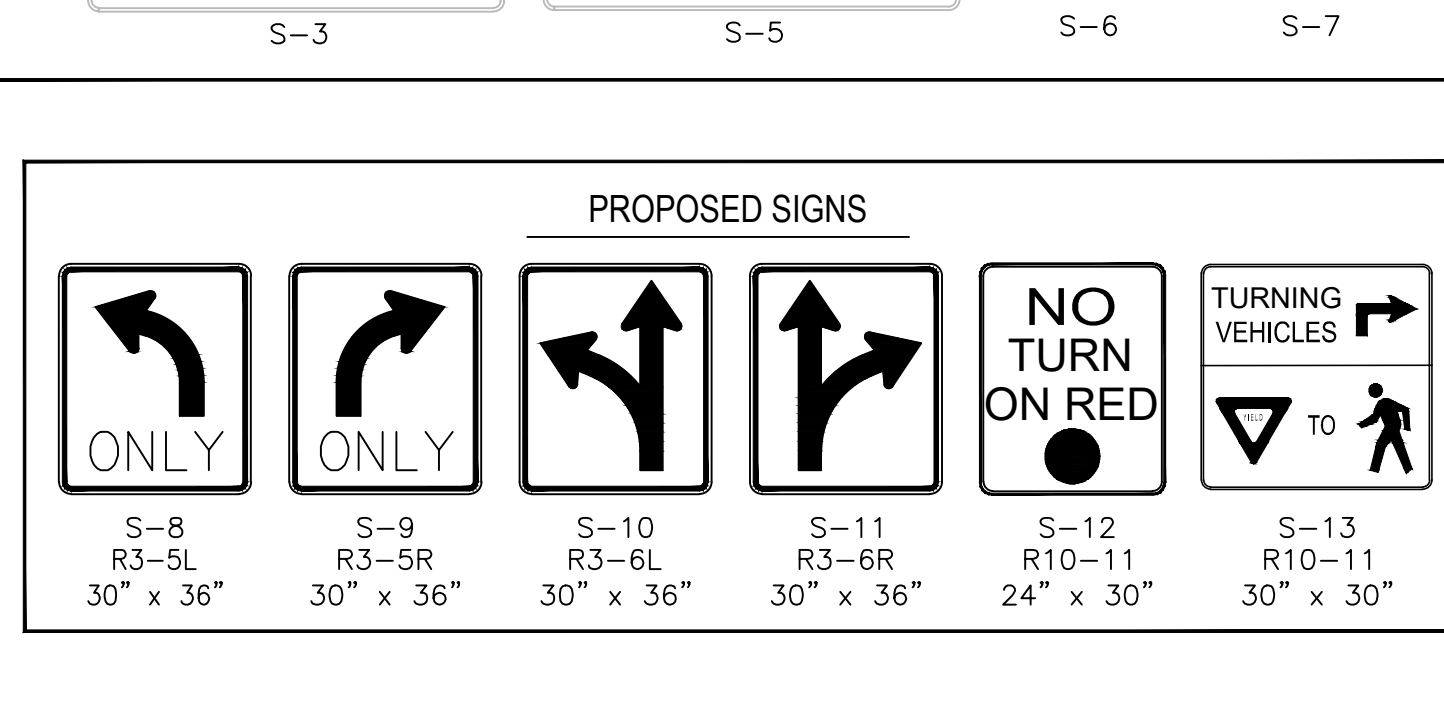 S-3
S-5
S-6
S-7
PROPOSED SIGNS
ONLY
S-8
R3-5L
30" x 36"
ONLY
S-9
R3-5R
30" x 36"
S-10
R3-6L
30" x 36"
S-11
R3-6R
30" x 36"
NO
TURN
ON RED
S-12
R10-11
24" x 30"
TURNING
VEHICLES
YIELD
TO
S-13
R10-11
30" x 30"